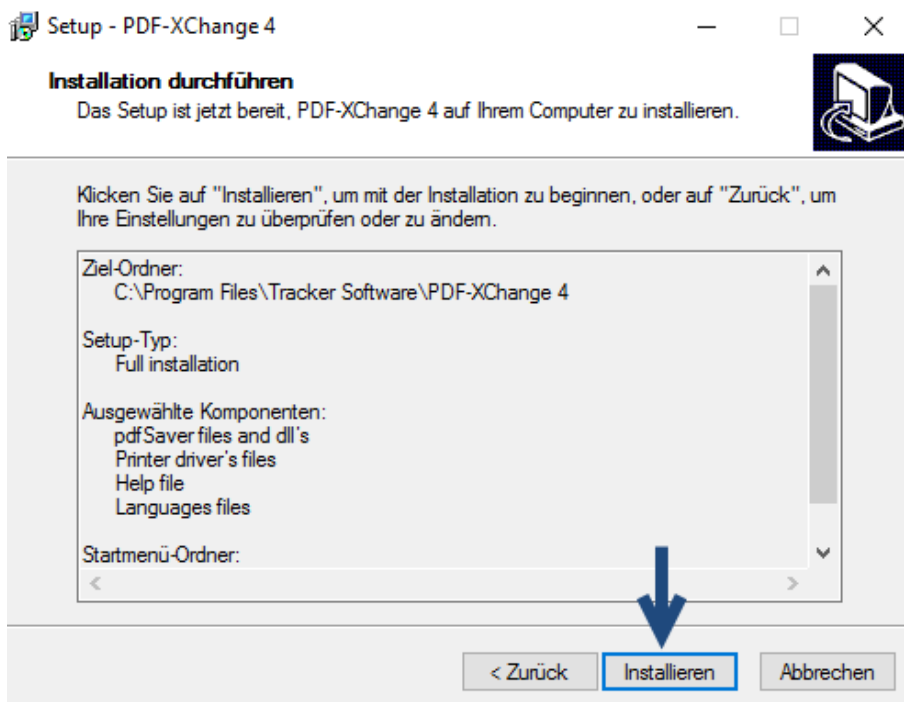 Setup - PDF-XChange 4
Installation durchführen
Das Setup ist jetzt bereit, PDF-XChange 4 auf Ihrem Computer zu installieren.
Klicken Sie auf "Installieren", um mit der Installation zu beginnen, oder auf "Zurück", um
Ihre Einstellungen zu überprüfen oder zu ändern.
Ziel-Ordner:
C:\Program Files\Tracker Software\PDF-XChange 4
Setup-Typ:
Full installation
Ausgewählte Komponenten:
pdfSaver files and dll's
Printer driver's files
Help file
Languages files
Startmenü-Ordner:
< Zurück
Installieren
Abbrechen